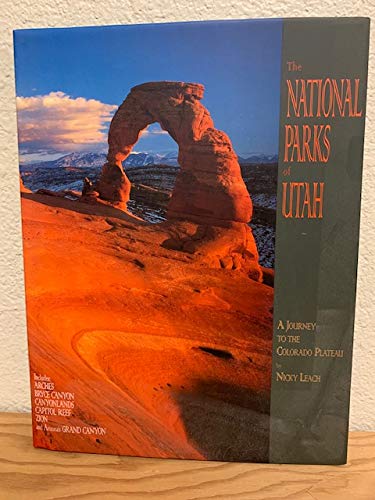 The
NATIONAL
PARKS
of
UTAH
A JOURNEY
TO THE
COLORADO PLATEAU
by
NICKY LEACH
Includes
ARCHES
BRYCE CANYON
CANYONLANDS
CAPITOL REEF
ZION
and Arizona's GRAND CANYON